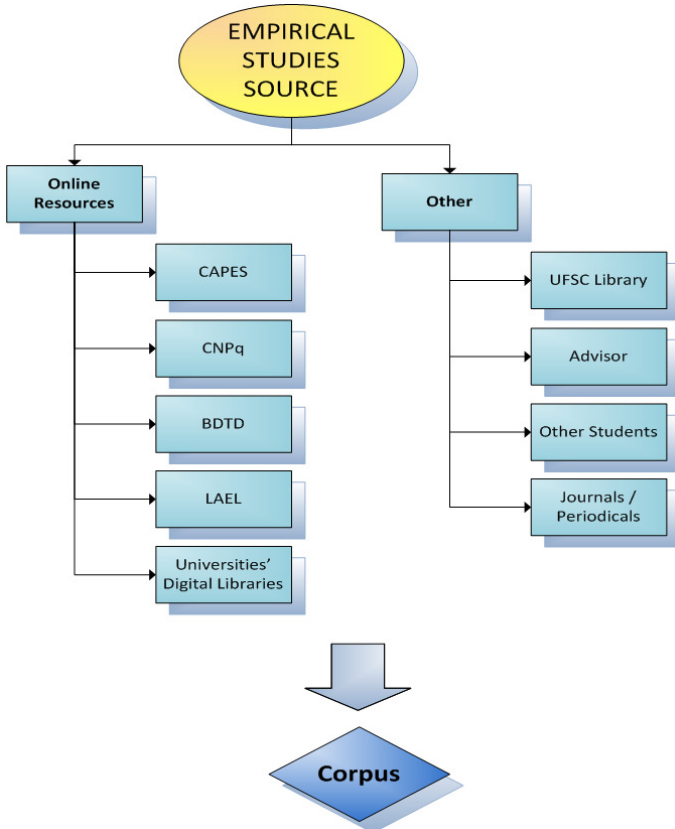 EMPIRICAL
STUDIES
SOURCE
Online
Resources
CAPES
CNPq
BDTD
LAEL
Universities’
Digital Libraries
Other
UFSC Library
Advisor
Other Students
Journals /
Periodicals
Corpus